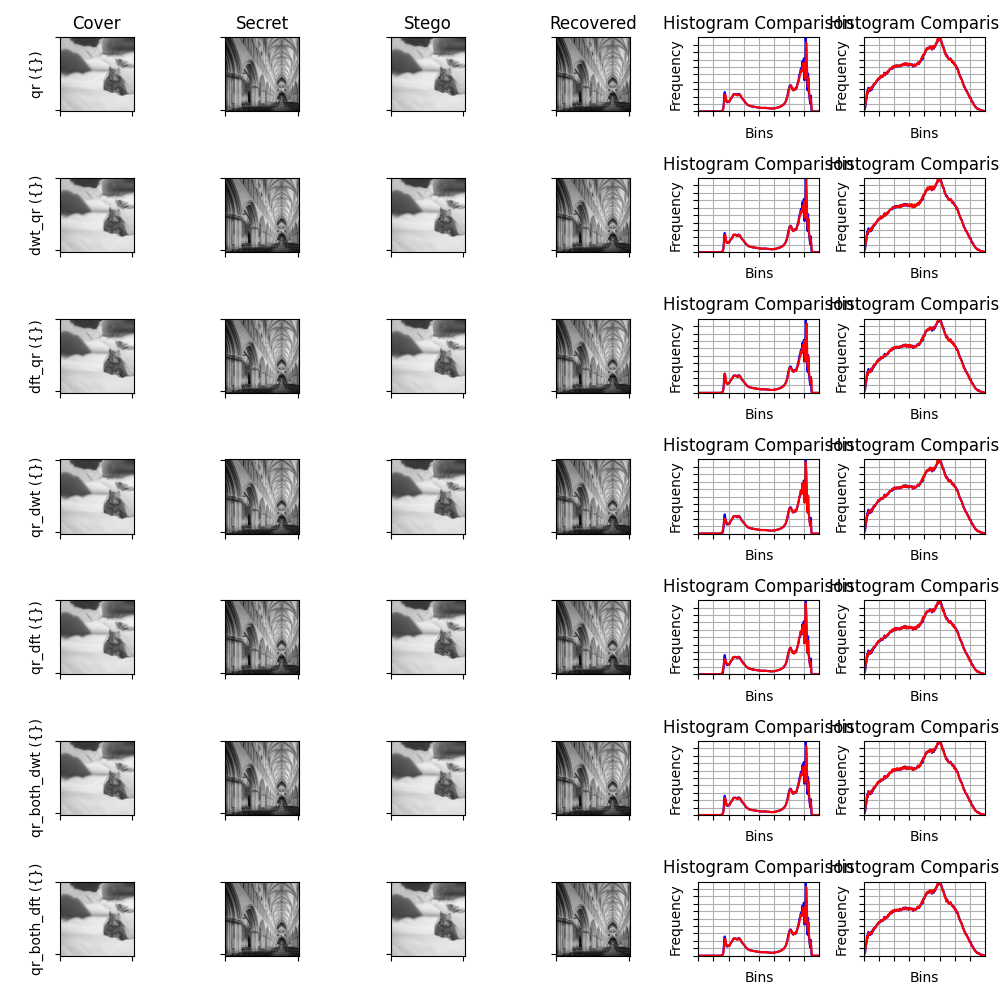 Cover Secret Stego Recovered Histogram Comparison Histogram Comparis
qr ({}) Frequency Frequency
Bins Bins
Histogram Comparison Histogram Comparis
dwt_qr ({}) Frequency Frequency
Bins Bins
Histogram Comparison Histogram Comparis
dft_qr ({}) Frequency Frequency
Bins Bins
Histogram Comparison Histogram Comparis
qr_dwt ({}) Frequency Frequency
Bins Bins
Histogram Comparison Histogram Comparis
qr_dft ({}) Frequency Frequency
Bins Bins
Histogram Comparison Histogram Comparis
qr_both_dwt ({}) Frequency Frequency
Bins Bins
Histogram Comparison Histogram Comparis
qr_both_dft ({}) Frequency Frequency
Bins Bins